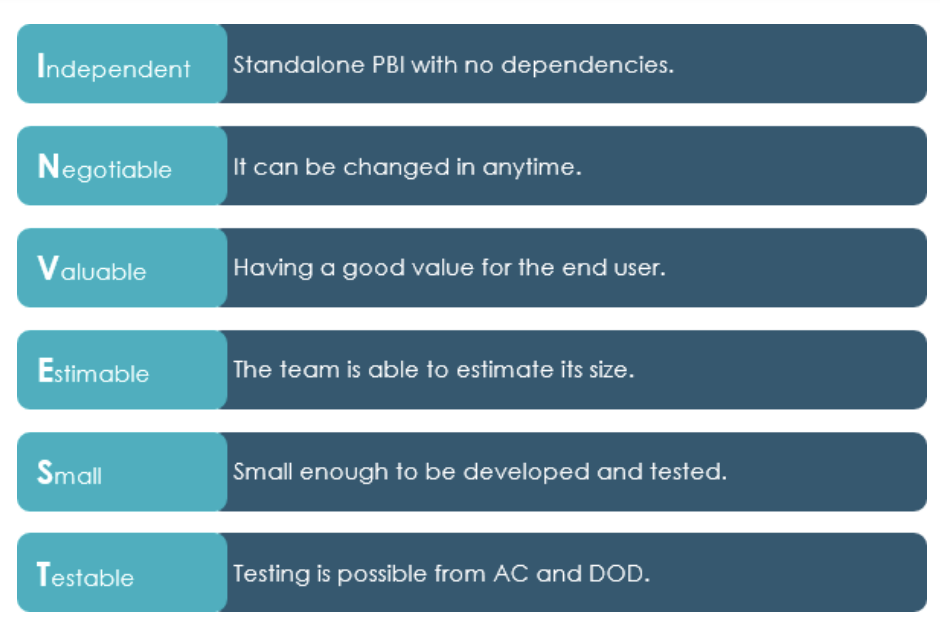 Independent Standalone PBI with no dependencies.
Negotiable It can be changed in anytime.
Valuable Having a good value for the end user.
Estimable The team is able to estimate its size.
Small Small enough to be developed and tested.
Testable Testing is possible from AC and DOD.